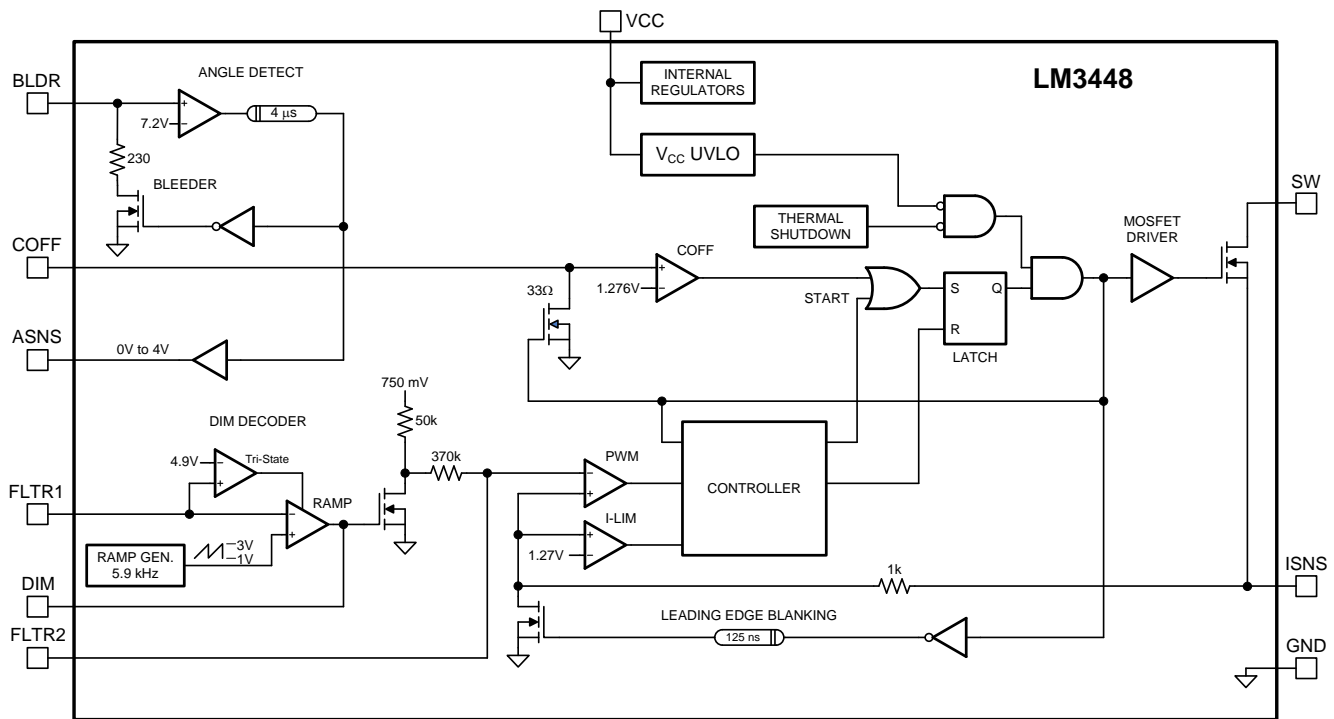 VCC
LM3448
BLDR
ANGLE DETECT
INTERNAL
REGULATORS
+
7.2V
−
4 µs
230
BLEEDER
VCC UVLO
THERMAL
SHUTDOWN
MOSFET
DRIVER
SW
COFF
COFF
+
1.276V
−
33Ω
START
S
Q
R
LATCH
ASNS
0V to 4V
750 mV
50k
DIM DECODER
370k
4.9V
−
+
Tri-State
FLTR1
RAMP
−
+
RAMP GEN.
5.9 kHz
3V
1V
−
+
PWM
CONTROLLER
I-LIM
+
1.27V
−
1k
ISNS
DIM
FLTR2
LEADING EDGE BLANKING
125 ns
GND